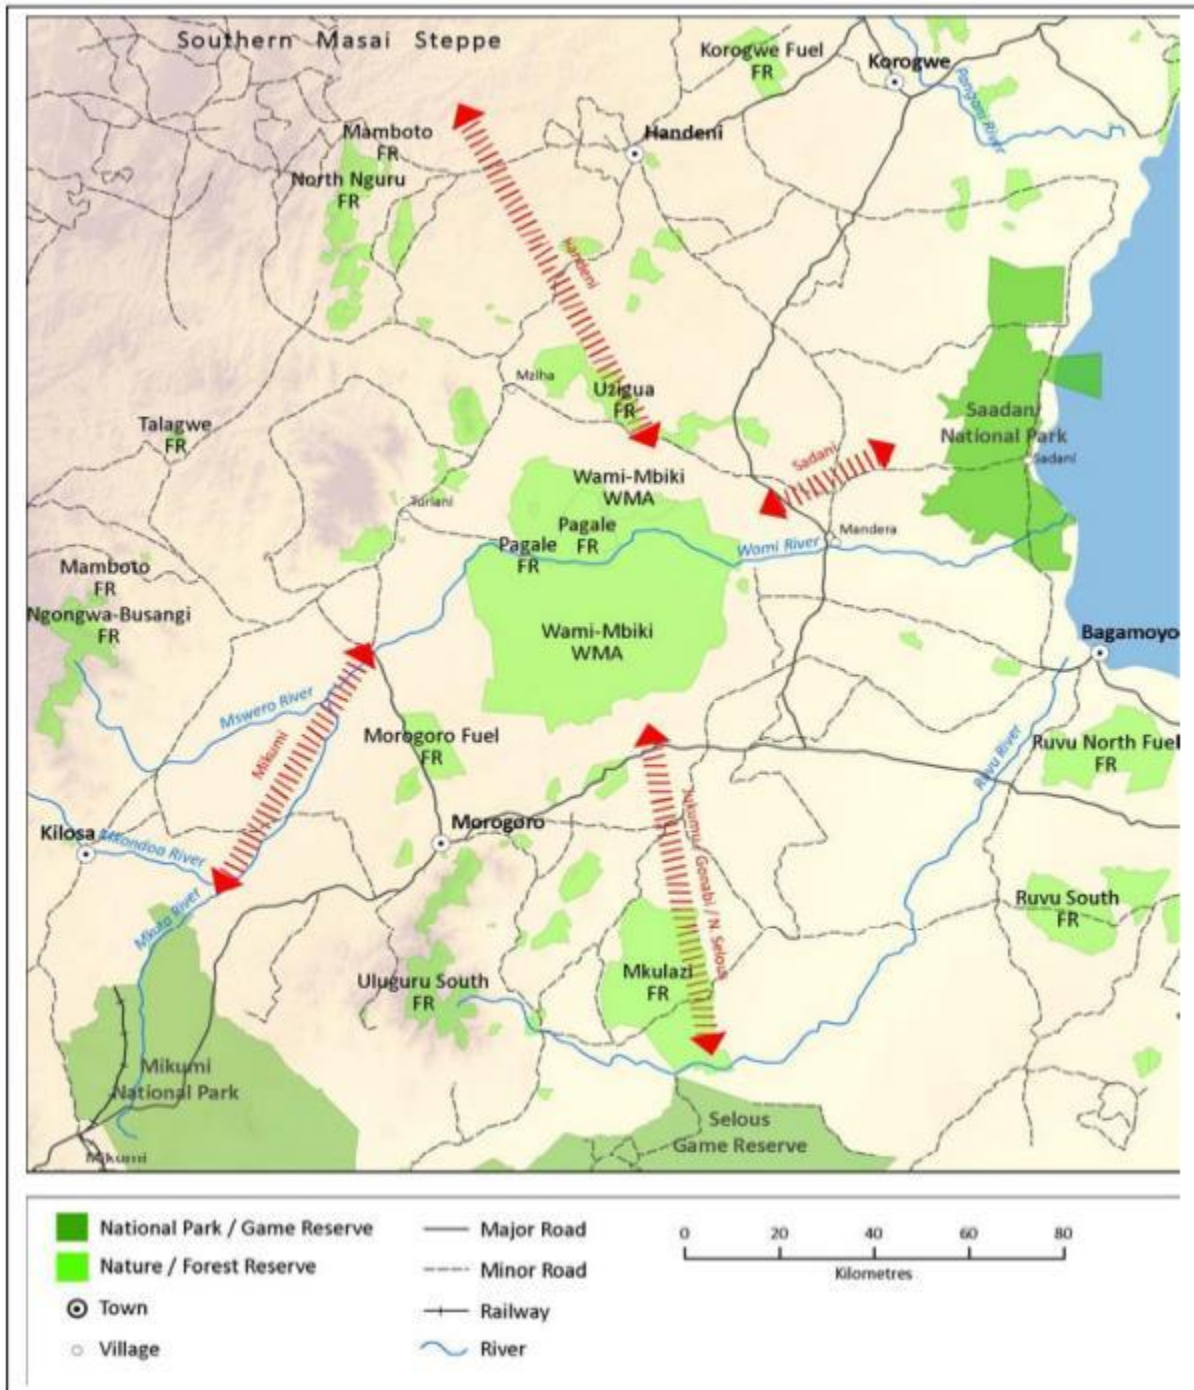 Southern Masai Steppe
Korogwe Fuel
FR
Korogwe
Pangani River
Mamboto
FR
Handeni
North Nguru
FR
Handeni
Mziha
Uzigua
FR
Saadani
National Park
Talagwe
FR
Sadani
Sadani
Wami-Mbiki
WMA
Turiani
Pagale
FR
Pagale
FR
Mandera
Wami River
Mamboto
FR
Ngongwa-Busangi
FR
Wami-Mbiki
WMA
Bagamoyo
Mswero River
Mikumi
Morogoro Fuel
FR
Ruvu River
Ruvu North Fuel
FR
Kilosa
Mkondoa River
Morogoro
Gonabi / N. Selous
Mkuto River
Ruvu South
FR
Uluguru South
FR
Mkulazi
FR
Mikumi
National Park
Selous
Game Reserve
Mikumi
National Park / Game Reserve
Nature / Forest Reserve
Town
Village
Major Road
Minor Road
Railway
River
0 20 40 60 80
Kilometres